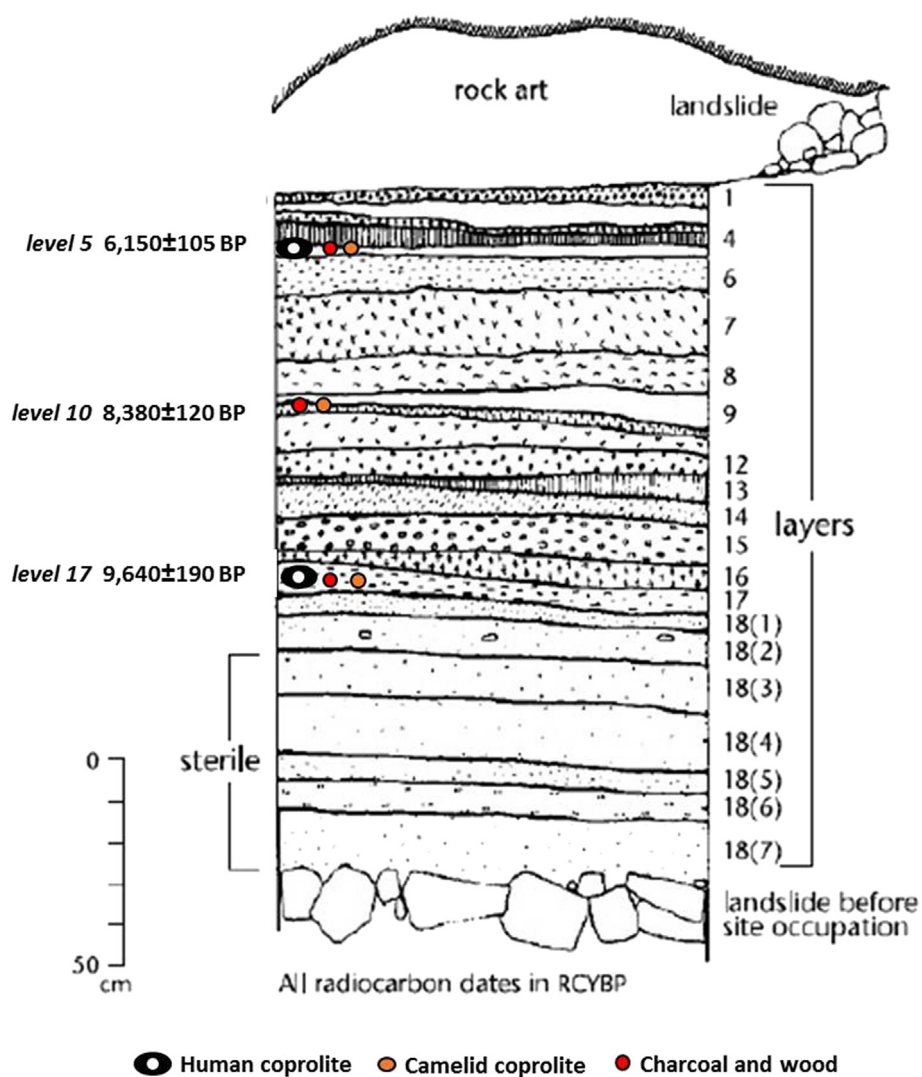 rock art
landslide
1
level 5 6,150±105 BP
4
6
7
8
level 10 8,380±120 BP
9
12
13
14
layers
15
level 17 9,640±190 BP
16
17
18(1)
18(2)
18(3)
18(4)
sterile
0
18(5)
18(6)
18(7)
landslide before
site occupation
50
cm
All radiocarbon dates in RCYBP
Human coprolite Camelid coprolite Charcoal and wood